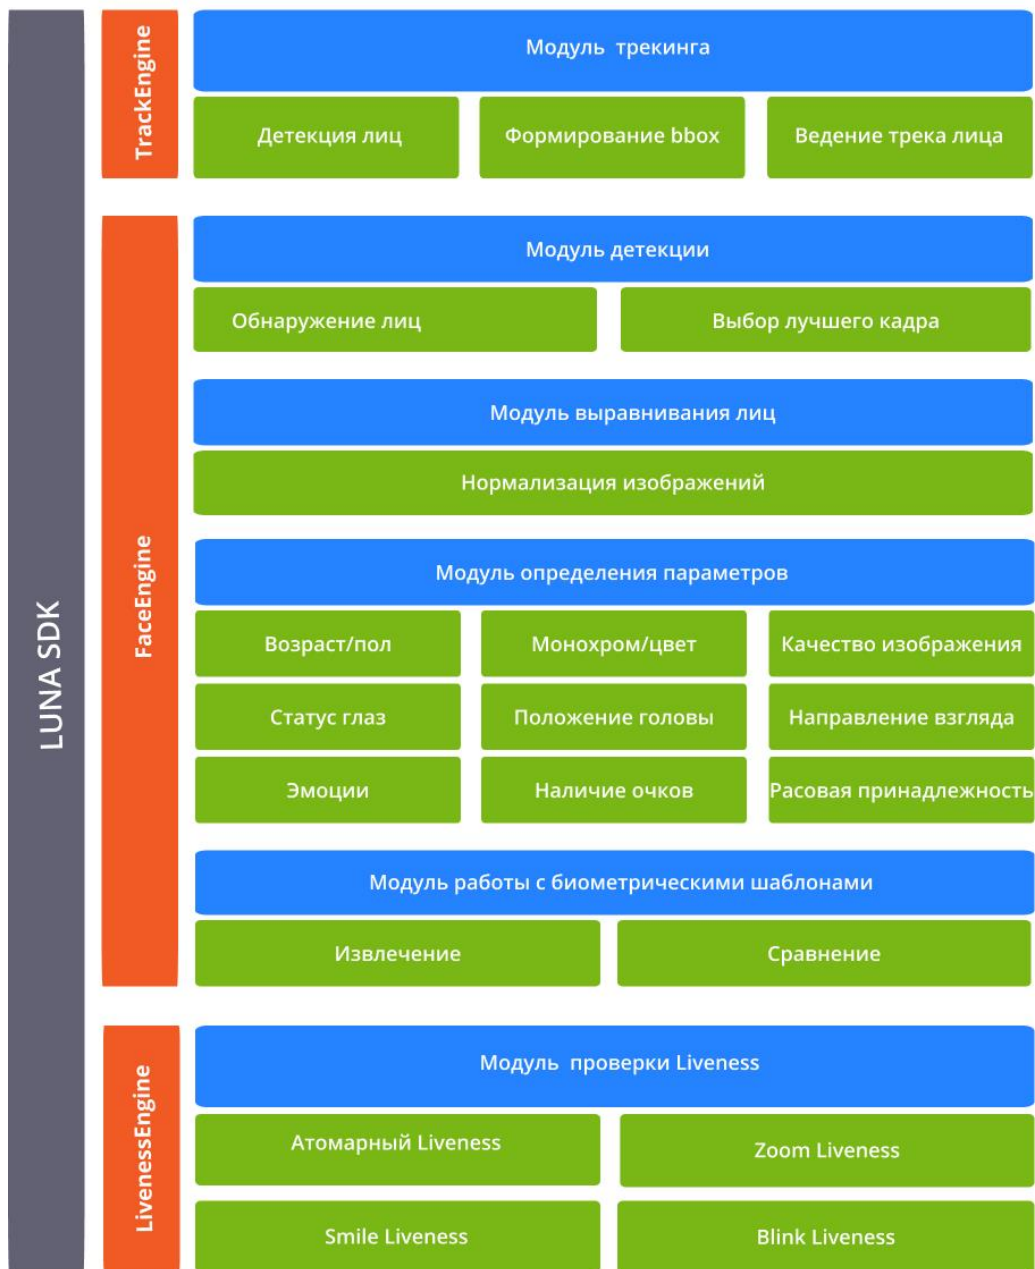 LUNA SDK
TrackEngine
Модуль трекинга
Детекция лиц
Формирование bbox
Ведение трека лица
FaceEngine
Модуль детекции
Обнаружение лиц
Выбор лучшего кадра
Модуль выравнивания лиц
Нормализация изображений
Модуль определения параметров
Возраст/пол
Монохром/цвет
Качество изображения
Статус глаз
Положение головы
Направление взгляда
Эмоции
Наличие очков
Расовая принадлежность
Модуль работы с биометрическими шаблонами
Извлечение
Сравнение
LivenessEngine
Модуль проверки Liveness
Атомарный Liveness
Zoom Liveness
Smile Liveness
Blink Liveness